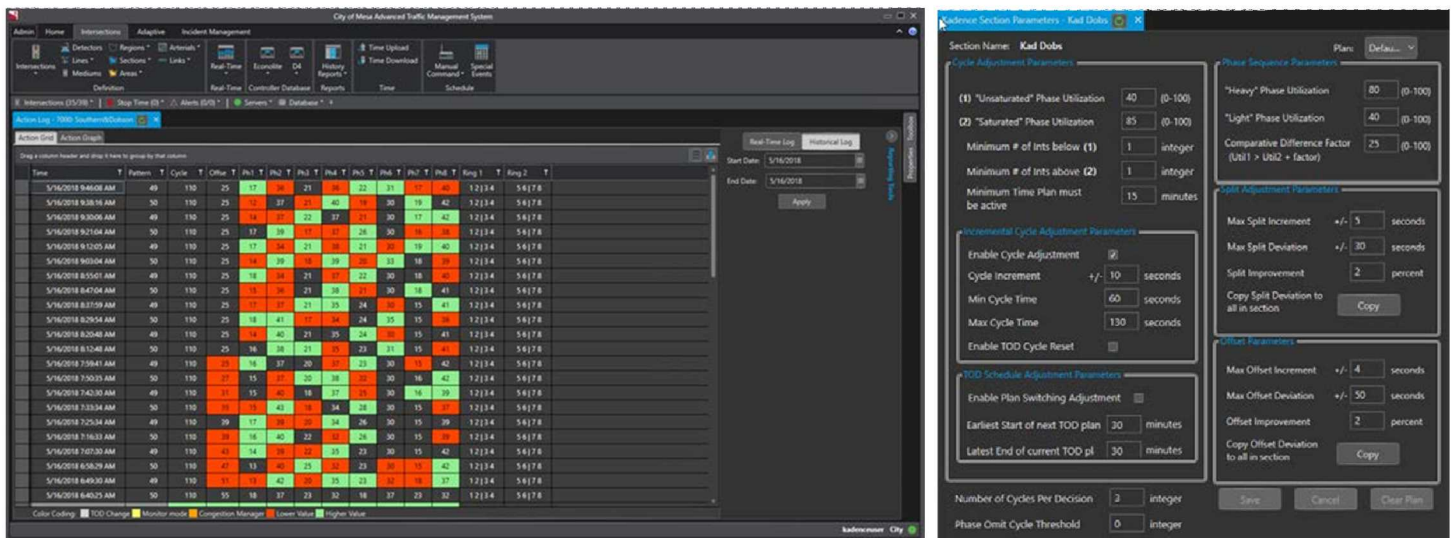 City of Mesa Advanced Traffic Management System
Admin Home Intersections Adaptive Incident Management
Intersections
Detectors Regions Arterials
Lines Sections Links
Mediums Areas
Definition
Real-Time
Real-Time
Econolite D4
Controller Database
History Reports
Reports
Time Upload
Time Download
Time
Manual Command Special Events
Schedule
Intersections (35/39) Stop Time (0) Alerts (0/0) Servers Database
Action Log - 7000: Southern&Dobson
Action Grid Action Graph
Drag a column header and drop it here to group by that column
Time Pattern Cycle Offse Ph1 Ph2 Ph3 Ph4 Ph5 Ph6 Ph7 Ph8 Ring 1 Ring 2
5/16/2018 9:46:08 AM 49 110 25 17 36 21 36 22 31 17 40 1 2 | 3 4 5 6 | 7 8
5/16/2018 9:38:16 AM 50 110 25 12 37 21 40 19 30 19 42 1 2 | 3 4 5 6 | 7 8
5/16/2018 9:30:06 AM 49 110 25 14 37 22 37 21 30 17 42 1 2 | 3 4 5 6 | 7 8
5/16/2018 9:21:04 AM 50 110 25 17 39 17 37 26 30 16 38 1 2 | 3 4 5 6 | 7 8
5/16/2018 9:12:05 AM 49 110 25 17 34 21 38 21 30 19 40 1 2 | 3 4 5 6 | 7 8
5/16/2018 9:03:04 AM 50 110 25 14 39 18 39 20 33 18 39 1 2 | 3 4 5 6 | 7 8
5/16/2018 8:55:01 AM 49 110 25 18 34 21 37 22 30 18 40 1 2 | 3 4 5 6 | 7 8
5/16/2018 8:47:04 AM 50 110 25 15 36 21 38 21 30 18 41 1 2 | 3 4 5 6 | 7 8
5/16/2018 8:37:59 AM 49 110 25 17 37 21 35 24 30 15 41 1 2 | 3 4 5 6 | 7 8
5/16/2018 8:29:54 AM 50 110 25 18 41 17 34 24 35 15 36 1 2 | 3 4 5 6 | 7 8
5/16/2018 8:20:48 AM 49 110 25 14 40 21 35 24 30 15 41 1 2 | 3 4 5 6 | 7 8
5/16/2018 8:12:48 AM 50 110 25 16 38 21 35 23 31 15 41 1 2 | 3 4 5 6 | 7 8
5/16/2018 7:59:41 AM 49 110 23 16 37 20 37 23 30 15 42 1 2 | 3 4 5 6 | 7 8
5/16/2018 7:50:35 AM 50 110 27 15 37 20 38 22 30 16 42 1 2 | 3 4 5 6 | 7 8
5/16/2018 7:42:30 AM 49 110 31 15 40 18 37 25 30 16 39 1 2 | 3 4 5 6 | 7 8
5/16/2018 7:33:34 AM 50 110 35 15 43 18 34 28 30 15 37 1 2 | 3 4 5 6 | 7 8
5/16/2018 7:25:34 AM 49 110 39 17 39 20 34 26 30 15 39 1 2 | 3 4 5 6 | 7 8
5/16/2018 7:16:33 AM 50 110 39 16 40 22 32 26 30 15 39 1 2 | 3 4 5 6 | 7 8
5/16/2018 7:07:30 AM 49 110 43 14 39 22 35 23 30 15 42 1 2 | 3 4 5 6 | 7 8
5/16/2018 6:58:29 AM 50 110 47 13 40 25 32 23 30 15 42 1 2 | 3 4 5 6 | 7 8
5/16/2018 6:49:30 AM 49 110 51 13 42 20 35 23 32 18 37 1 2 | 3 4 5 6 | 7 8
5/16/2018 6:40:25 AM 50 110 55 18 37 23 32 18 37 23 32 1 2 | 3 4 5 6 | 7 8
Color Coding: TOD Change Monitor mode Congestion Manager Lower Value Higher Value
Real-Time Log Historical Log
Start Date: 5/16/2018
End Date: 5/16/2018
Apply
Reporting Tools
Toolbox
Properties
kadenceuser City
Kadence Section Parameters - Kad Dobs
Section Name: Kad Dobs
Plan: Defau...
Cycle Adjustment Parameters
(1) "Unsaturated" Phase Utilization 40 (0-100)
(2) "Saturated" Phase Utilization 85 (0-100)
Minimum # of Ints below (1) 1 integer
Minimum # of Ints above (2) 1 integer
Minimum Time Plan must
be active 15 minutes
Incremental Cycle Adjustment Parameters
Enable Cycle Adjustment
Cycle Increment +/- 10 seconds
Min Cycle Time 60 seconds
Max Cycle Time 130 seconds
Enable TOD Cycle Reset
TOD Schedule Adjustment Parameters
Enable Plan Switching Adjustment
Earliest Start of next TOD plan 30 minutes
Latest End of current TOD pl 30 minutes
Number of Cycles Per Decision 3 integer
Phase Omit Cycle Threshold 0 integer
Phase Sequence Parameters
"Heavy" Phase Utilization 80 (0-100)
"Light" Phase Utilization 40 (0-100)
Comparative Difference Factor 25 (0-100)
(Util1 > Util2 + factor)
Split Adjustment Parameters
Max Split Increment +/- 5 seconds
Max Split Deviation +/- 30 seconds
Split Improvement 2 percent
Copy Split Deviation to
all in section Copy
Offset Parameters
Max Offset Increment +/- 4 seconds
Max Offset Deviation +/- 50 seconds
Offset Improvement 2 percent
Copy Offset Deviation
to all in section Copy
Save Cancel Clear Plan